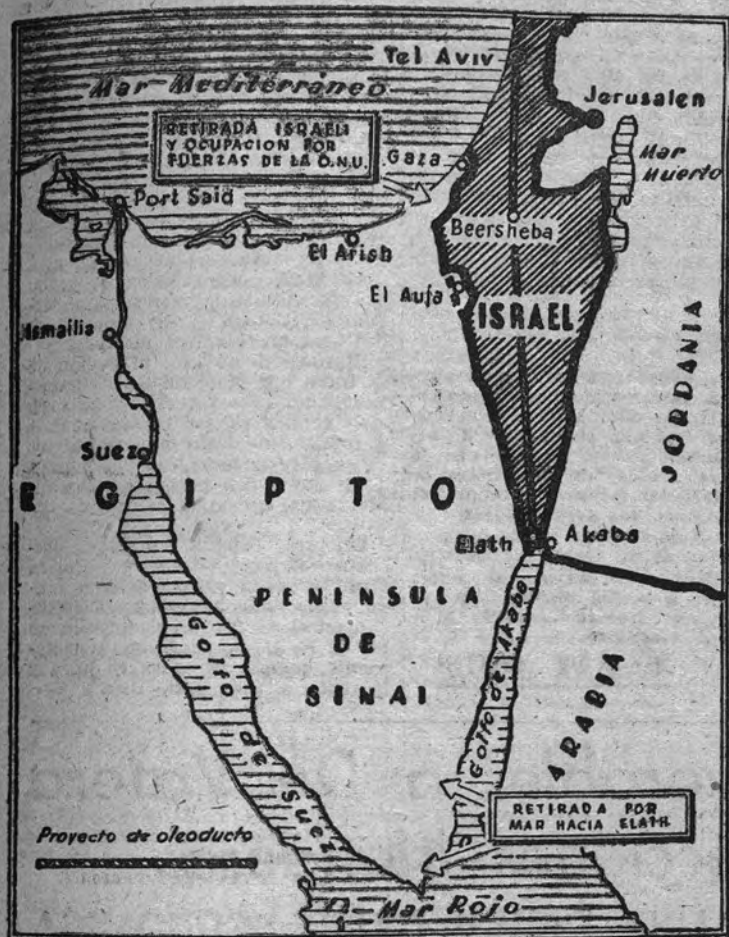 Tel Aviv
Mar Mediterráneo
Jerusalen
RETIRADA ISRAELI
Y OCUPACION POR
FUERZAS DE LA O.N.U.
Gaza
Mar
Muerto
Port Said
Beersheba
El Arish
El Aufa
ISRAEL
Ismailia
JORDANIA
Suez
EGIPTO
Elath
Akaba
PENINSULA
DE
SINAI
Golfo de Akaba
ARABIA
Golfo de Suez
RETIRADA POR
MAR HACIA ELATH
Proyecto de oleoducto
Mar Rojo